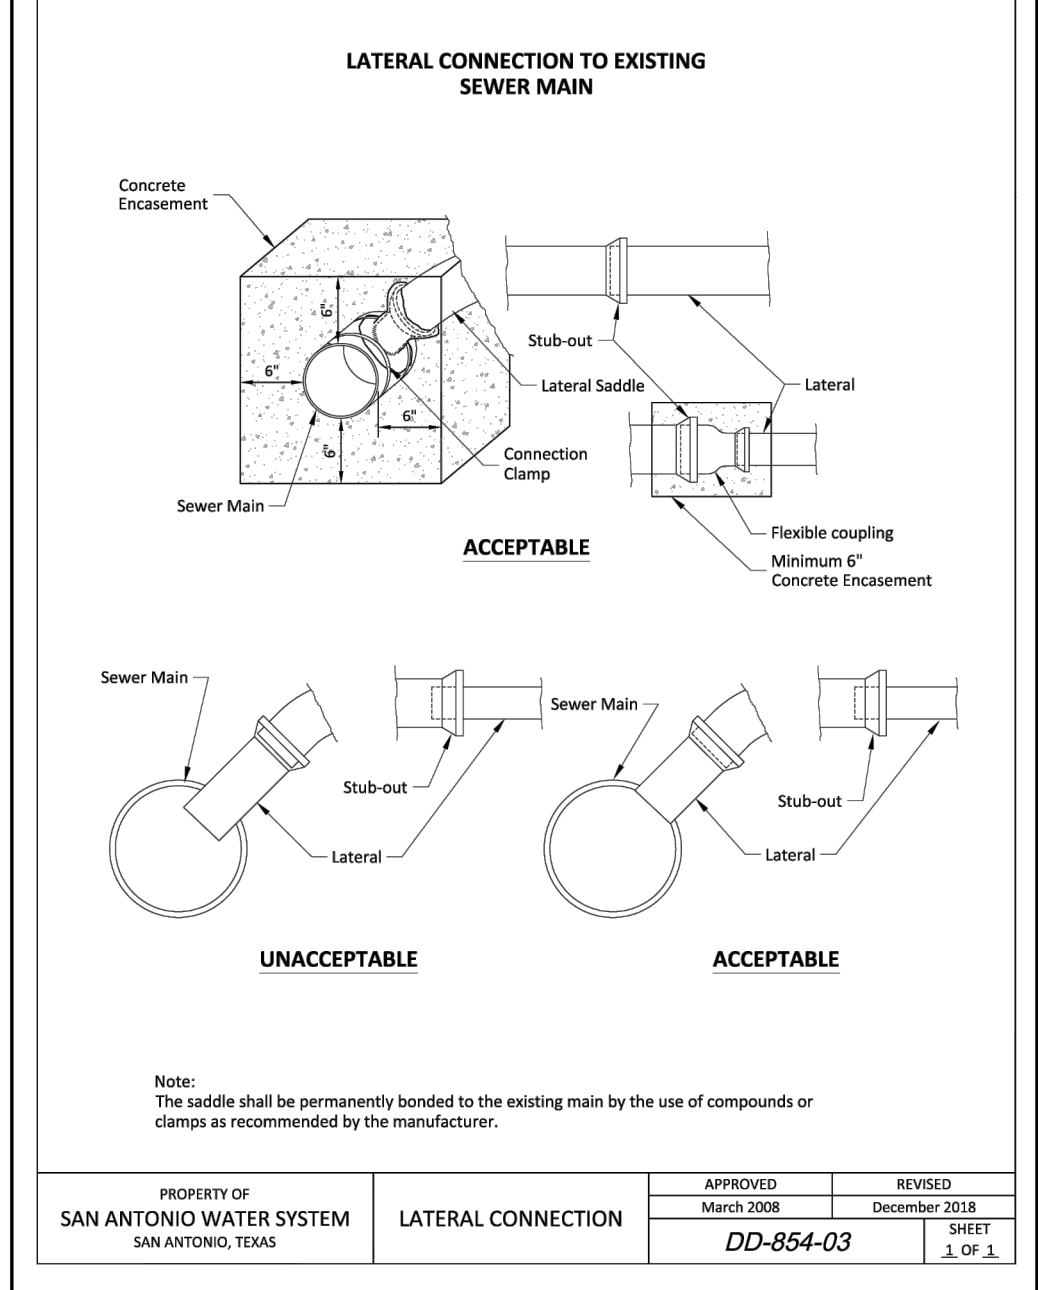 LATERAL CONNECTION TO EXISTING
SEWER MAIN
Concrete
Encasement
6"
6"
6"
6"
Stub-out
Lateral Saddle
Lateral
Connection
Clamp
Sewer Main
Flexible coupling
Minimum 6"
Concrete Encasement
ACCEPTABLE
Sewer Main
Stub-out
Lateral
Sewer Main
Stub-out
Lateral
UNACCEPTABLE
ACCEPTABLE
Note:
The saddle shall be permanently bonded to the existing main by the use of compounds or
clamps as recommended by the manufacturer.
PROPERTY OF
SAN ANTONIO WATER SYSTEM
SAN ANTONIO, TEXAS
LATERAL CONNECTION
APPROVED
March 2008
REVISED
December 2018
DD-854-03
SHEET
1 OF 1